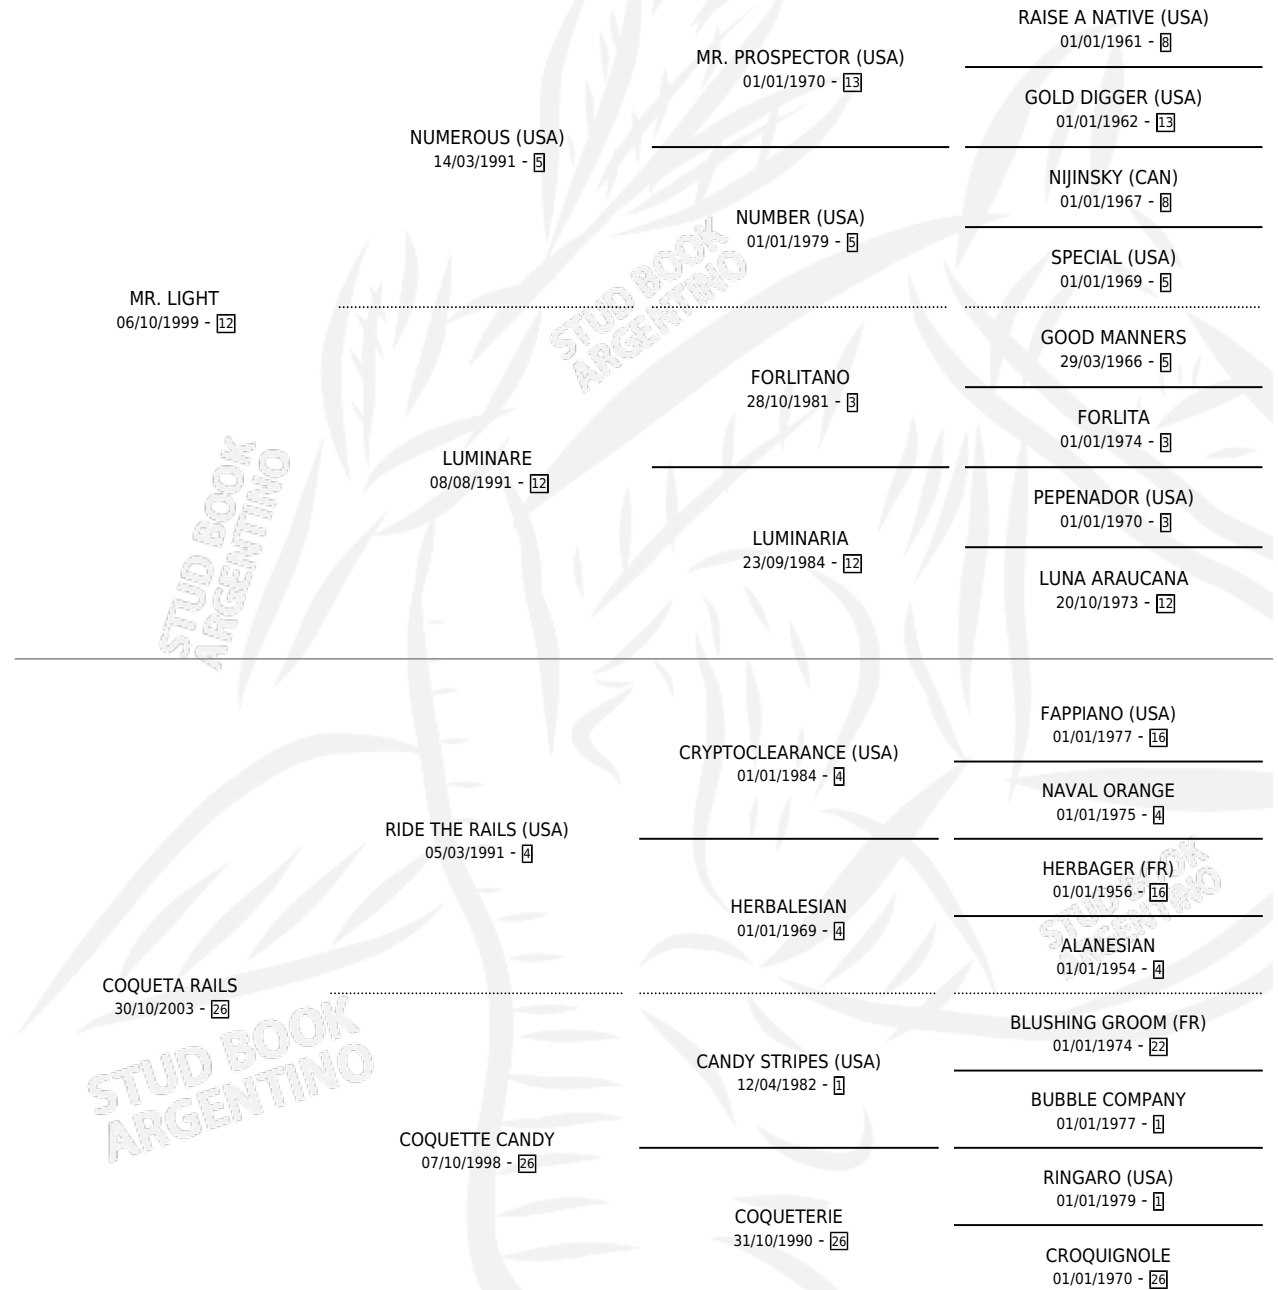 RAISE A NATIVE (USA)
01/01/1961 - 8
MR. PROSPECTOR (USA)
01/01/1970 - 13
GOLD DIGGER (USA)
01/01/1962 - 13
NUMEROUS (USA)
14/03/1991 - 5
NIJINSKY (CAN)
01/01/1967 - 8
NUMBER (USA)
01/01/1979 - 5
SPECIAL (USA)
01/01/1969 - 5
MR. LIGHT
06/10/1999 - 12
GOOD MANNERS
29/03/1966 - 5
FORLITANO
28/10/1981 - 3
FORLITA
01/01/1974 - 3
LUMINARE
08/08/1991 - 12
PEPENADOR (USA)
01/01/1970 - 3
LUMINARIA
23/09/1984 - 12
LUNA ARAUCANA
20/10/1973 - 12
FAPPIANO (USA)
01/01/1977 - 16
CRYPTOCLEARANCE (USA)
01/01/1984 - 4
NAVAL ORANGE
01/01/1975 - 4
RIDE THE RAILS (USA)
05/03/1991 - 4
HERBAGER (FR)
01/01/1956 - 16
HERBALESIAN
01/01/1969 - 4
ALANESIAN
01/01/1954 - 4
COQUETA RAILS
30/10/2003 - 26
BLUSHING GROOM (FR)
01/01/1974 - 22
CANDY STRIPES (USA)
12/04/1982 - 1
BUBBLE COMPANY
01/01/1977 - 1
COQUETTE CANDY
07/10/1998 - 26
RINGARO (USA)
01/01/1979 - 1
COQUETERIE
31/10/1990 - 26
CROQUIGNOLE
01/01/1970 - 26
STUD BOOK
ARGENTINO
STUD BOOK
ARGENTINO
STUD BOOK
ARGENTINO
STUD BOOK
ARGENTINO